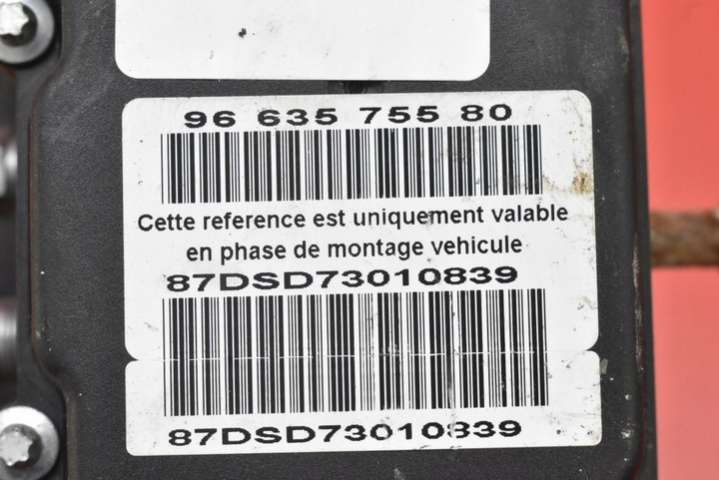 96 635 755 80
Cette reference est uniquement valable
en phase de montage vehicule
87DSD73010839
87DSD73010839